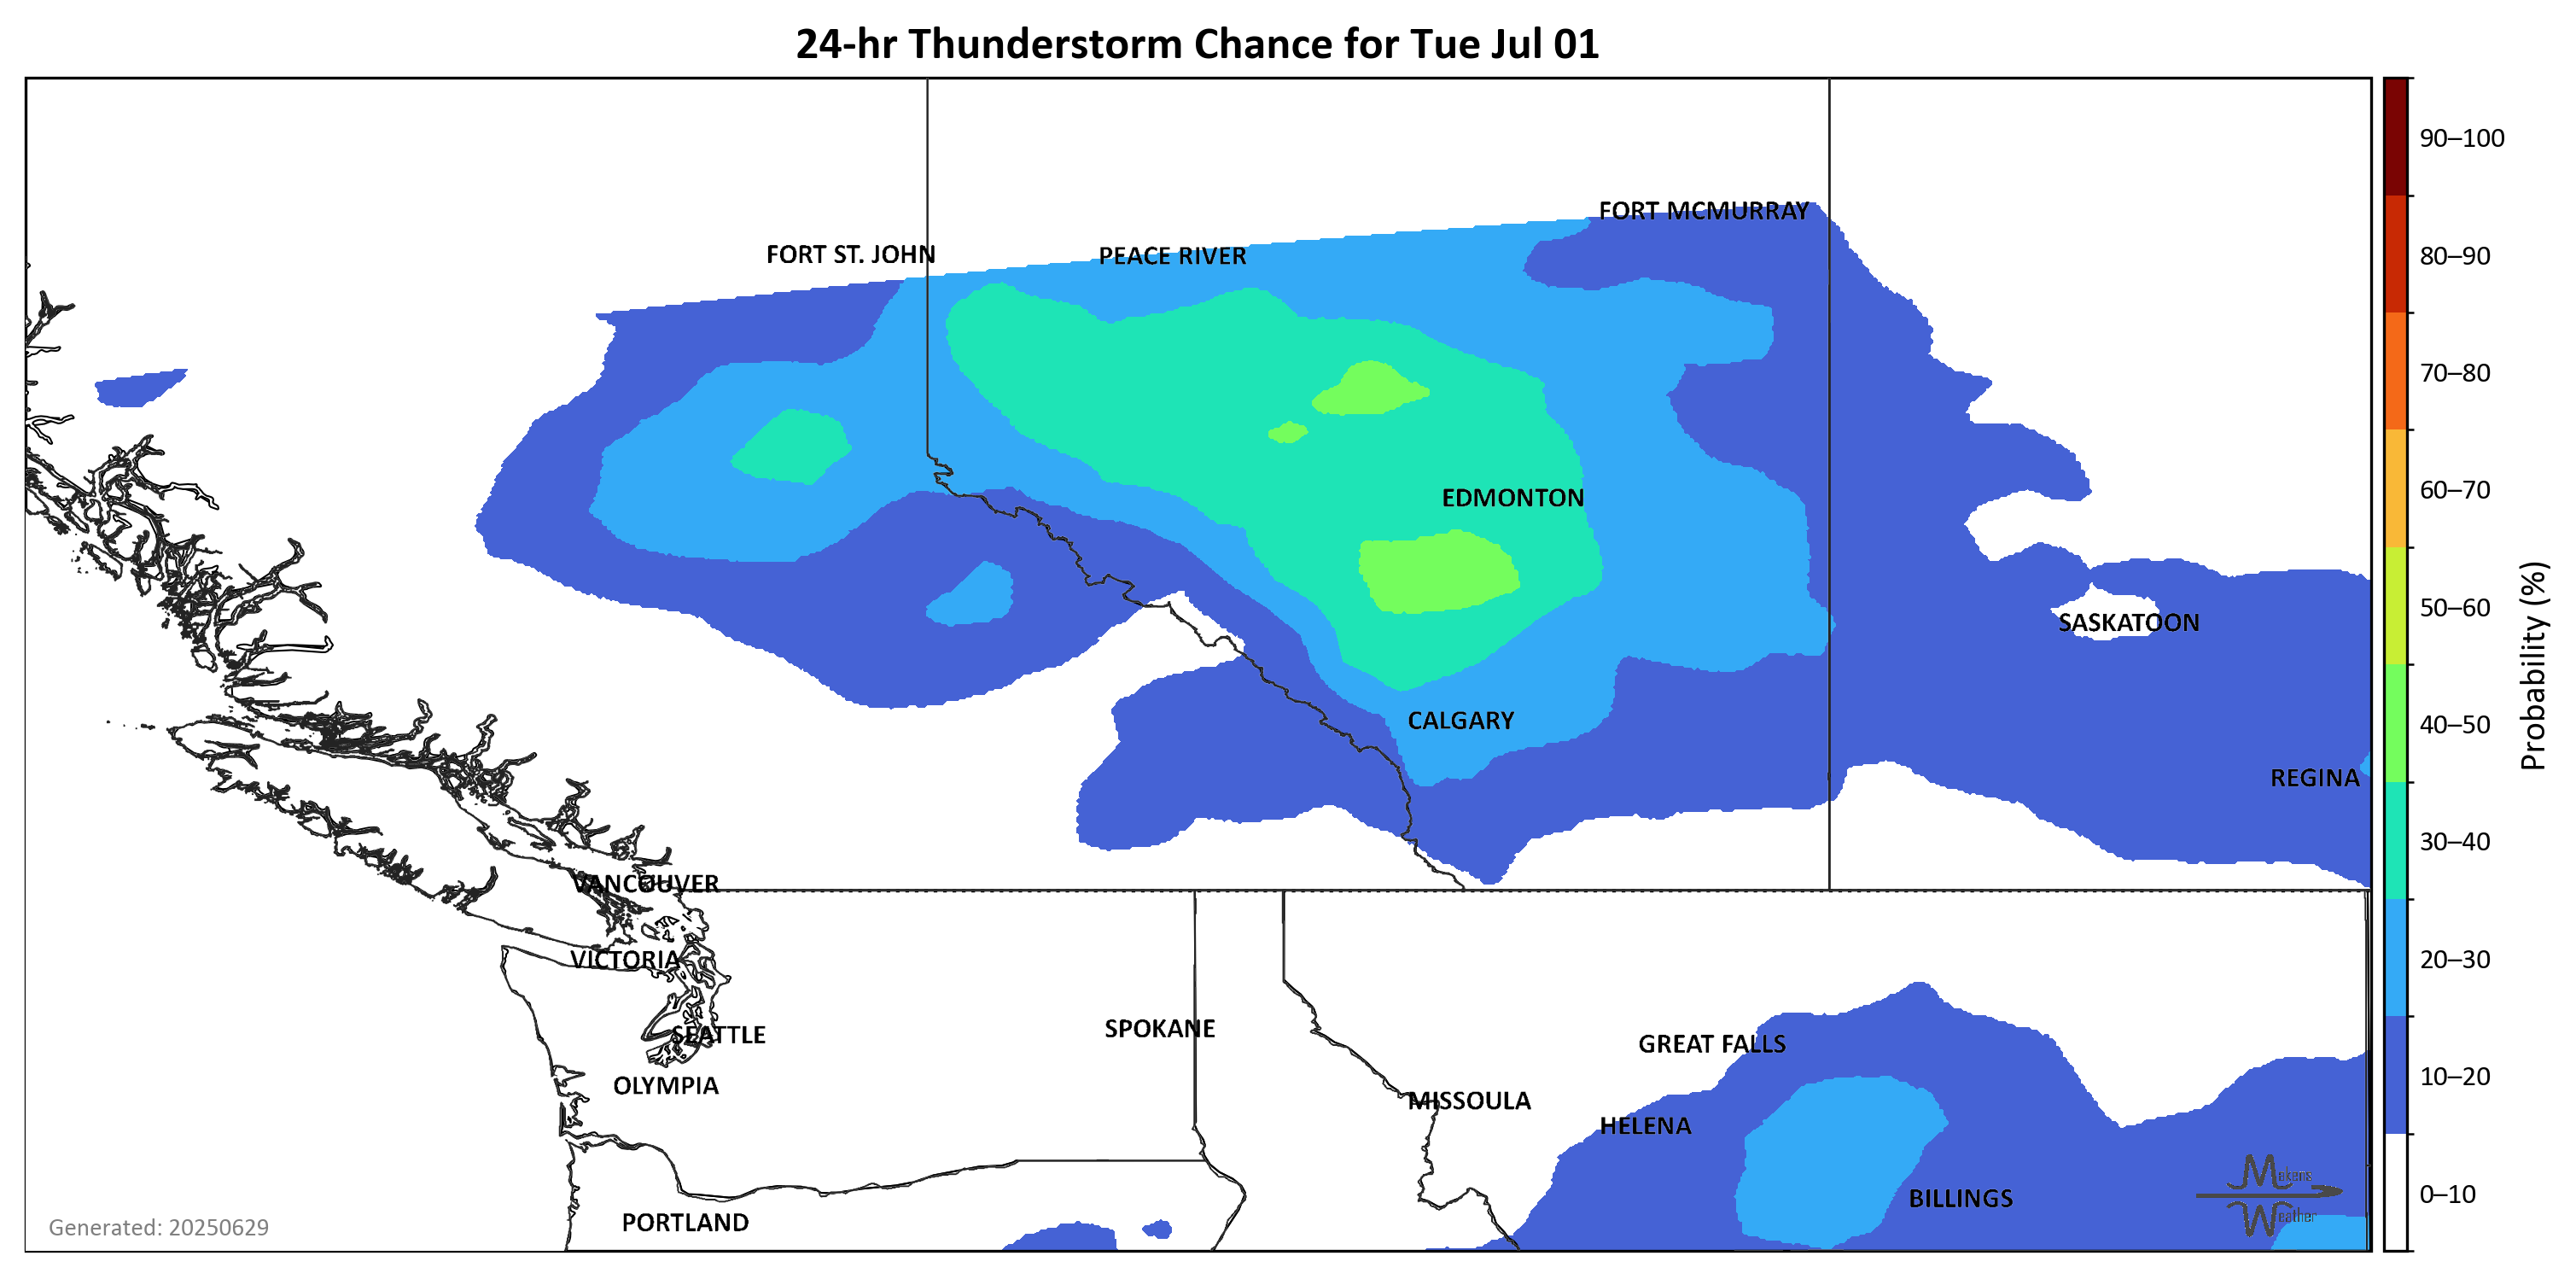 24-hr Thunderstorm Chance for Tue Jul 01
FORT MCMURRAY
FORT ST. JOHN
PEACE RIVER
EDMONTON
SASKATOON
CALGARY
REGINA
VANCOUVER
VICTORIA
SEATTLE
SPOKANE
GREAT FALLS
OLYMPIA
MISSOULA
HELENA
BILLINGS
PORTLAND
Mekens
Weather
Generated: 20250629
90–100
80–90
70–80
60–70
50–60
40–50
30–40
20–30
10–20
0–10
Probability (%)